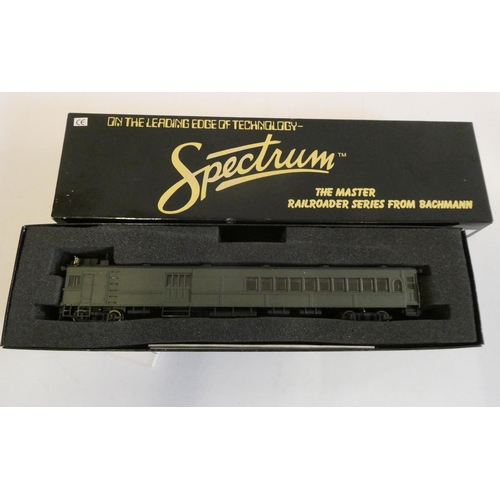 CE
ON THE LEADING EDGE OF TECHNOLOGY-
Spectrum™
THE MASTER
RAILROADER SERIES FROM BACHMANN